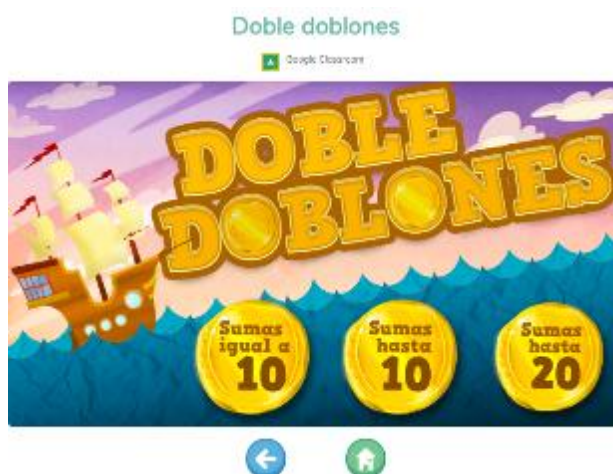 Doble doblones
Google Classroom
DOBLE
DOBLONES
Sumas
igual a
10
Sumas
hasta
10
Sumas
hasta
20